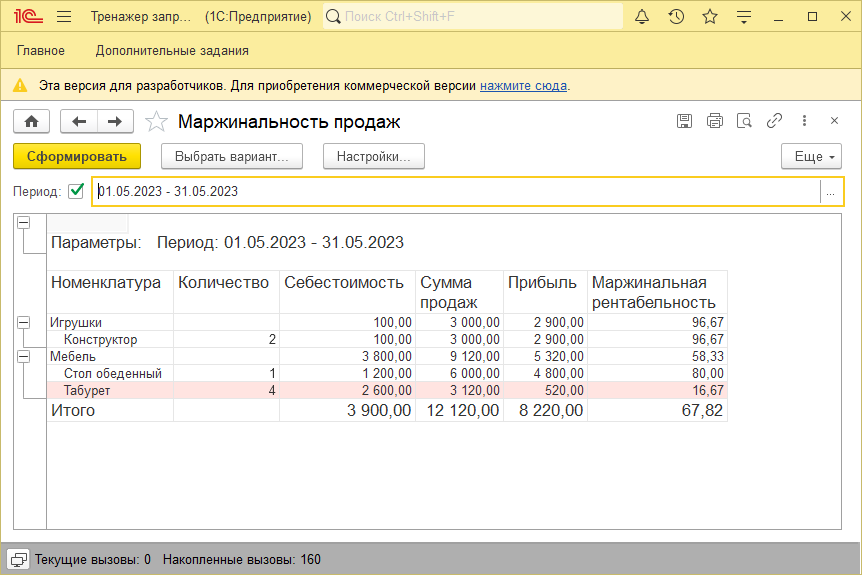 1С Тренажер запр... (1С:Предприятие) Поиск Ctrl+Shift+F
Главное Дополнительные задания
Эта версия для разработчиков. Для приобретения коммерческой версии нажмите сюда.
Маржинальность продаж
Сформировать Выбрать вариант... Настройки... Еще
Период: 01.05.2023 - 31.05.2023 ...
Параметры: Период: 01.05.2023 - 31.05.2023
Номенклатура Количество Себестоимость Сумма Прибыль Маржинальная
продаж рентабельность
Игрушки 100,00 3 000,00 2 900,00 96,67
Конструктор 2 100,00 3 000,00 2 900,00 96,67
Мебель 3 800,00 9 120,00 5 320,00 58,33
Стол обеденный 1 1 200,00 6 000,00 4 800,00 80,00
Табурет 4 2 600,00 3 120,00 520,00 16,67
Итого 3 900,00 12 120,00 8 220,00 67,82
Текущие вызовы: 0 Накопленные вызовы: 160